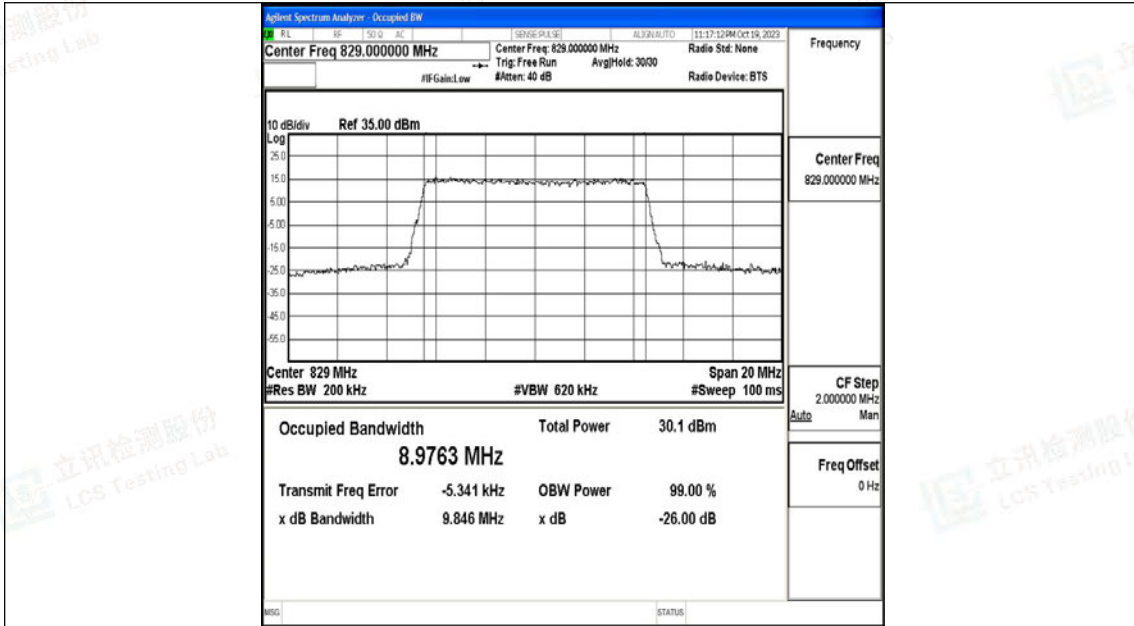 Agilent Spectrum Analyzer - Occupied BW
RL RF 50 Ω AC SENSE:PULSE ALIGNAUTO 11:17:12 PM Oct 19, 2023
Center Freq 829.000000 MHz
Center Freq: 829.000000 MHz
Radio Std: None
Trig: Free Run Avg|Hold: 30/30
#IFGain:Low
#Atten: 40 dB
Radio Device: BTS
10 dB/div Ref 35.00 dBm
Log
25.0
15.0
5.00
-5.00
-15.0
-25.0
-35.0
-45.0
-55.0
Center 829 MHz Span 20 MHz
#Res BW 200 kHz #VBW 620 kHz #Sweep 100 ms
Occupied Bandwidth Total Power 30.1 dBm
8.9763 MHz
Transmit Freq Error -5.341 kHz OBW Power 99.00 %
x dB Bandwidth 9.846 MHz x dB -26.00 dB
MSG STATUS
Frequency
Center Freq
829.000000 MHz
CF Step
2.000000 MHz
Auto Man
Freq Offset
0 Hz
立讯检测股份
LCS Testing Lab
立讯检测股份
LCS Testing